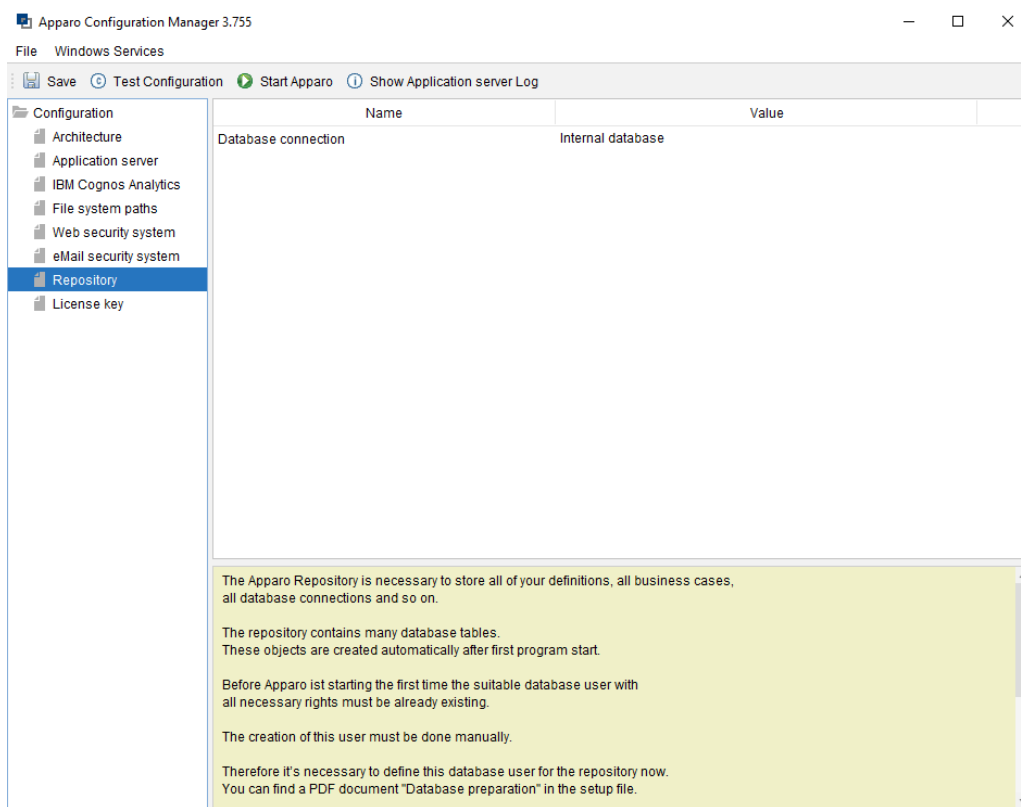 Apparo Configuration Manager 3.755
File Windows Services
Save Test Configuration Start Apparo Show Application server Log
Configuration
Architecture
Application server
IBM Cognos Analytics
File system paths
Web security system
eMail security system
Repository
License key
Name Value
Database connection Internal database
The Apparo Repository is necessary to store all of your definitions, all business cases,
all database connections and so on.
The repository contains many database tables.
These objects are created automatically after first program start.
Before Apparo ist starting the first time the suitable database user with
all necessary rights must be already existing.
The creation of this user must be done manually.
Therefore it's necessary to define this database user for the repository now.
You can find a PDF document "Database preparation" in the setup file.